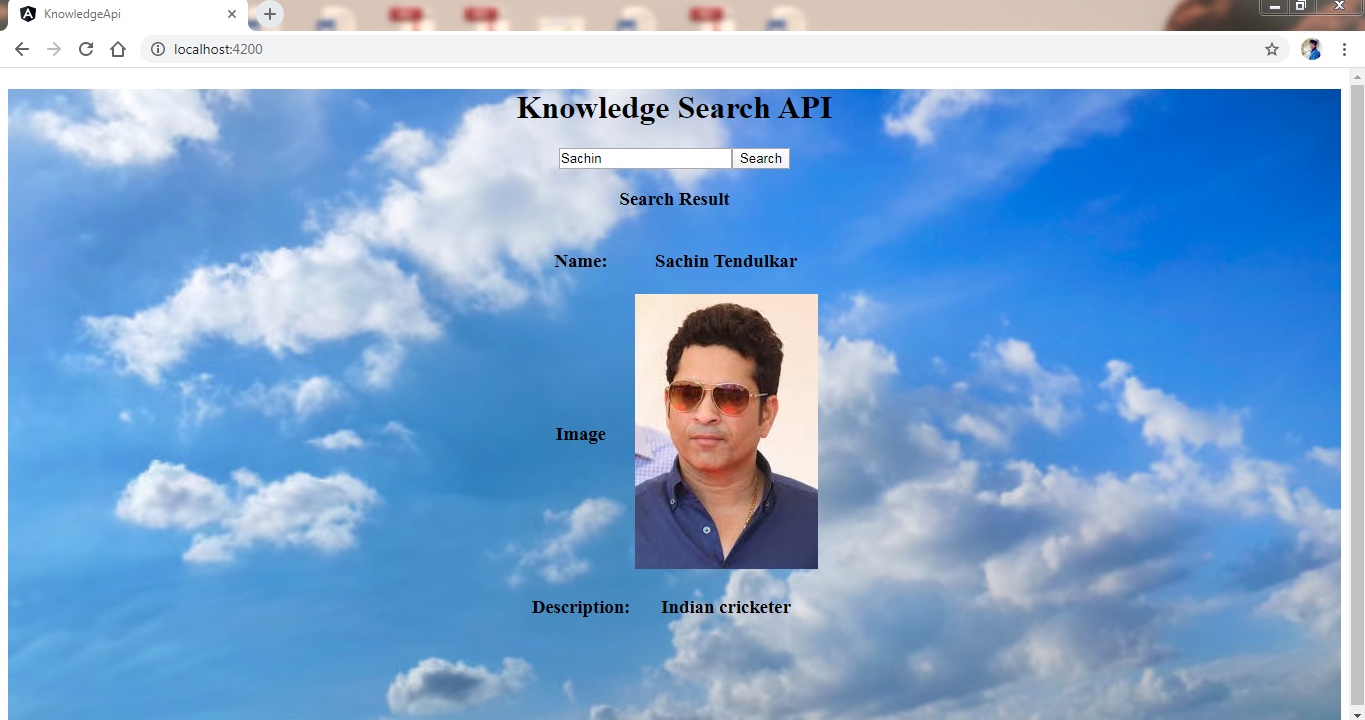 KnowledgeApi
localhost:4200
Knowledge Search API
Sachin Search
Search Result
Name: Sachin Tendulkar
Image
Description: Indian cricketer